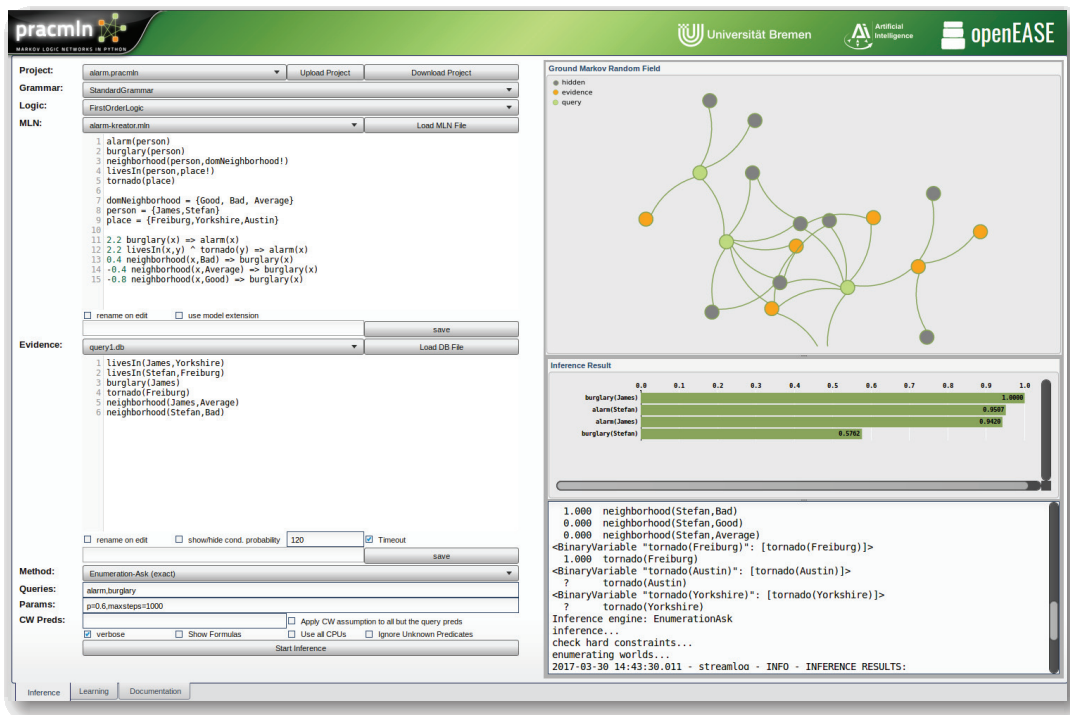 pracmln
MARKOV LOGIC NETWORKS IN PYTHON
Universität Bremen
Artificial
Intelligence
openEASE
Project:
alarm.pracmln
Upload Project
Download Project
Grammar:
StandardGrammar
Logic:
FirstOrderLogic
MLN:
alarm-kreator.mln
Load MLN File
1 alarm(person)
2 burglary(person)
3 neighborhood(person,domNeighborhood!)
4 livesIn(person,place!)
5 tornado(place)
6
7 domNeighborhood = {Good, Bad, Average}
8 person = {James,Stefan}
9 place = {Freiburg,Yorkshire,Austin}
10
11 2.2 burglary(x) => alarm(x)
12 2.2 livesIn(x,y) ^ tornado(y) => alarm(x)
13 0.4 neighborhood(x,Bad) => burglary(x)
14 -0.4 neighborhood(x,Average) => burglary(x)
15 -0.8 neighborhood(x,Good) => burglary(x)
rename on edit
use model extension
save
Evidence:
query1.db
Load DB File
1 livesIn(James,Yorkshire)
2 livesIn(Stefan,Freiburg)
3 burglary(James)
4 tornado(Freiburg)
5 neighborhood(James,Average)
6 neighborhood(Stefan,Bad)
rename on edit
show/hide cond. probability
120
Timeout
save
Method:
Enumeration-Ask (exact)
Queries:
alarm,burglary
Params:
p=0.6,maxsteps=1000
CW Preds:
Apply CW assumption to all but the query preds
verbose
Show Formulas
Use all CPUs
Ignore Unknown Predicates
Start Inference
Inference
Learning
Documentation
Ground Markov Random Field
hidden
evidence
query
Inference Result
0.0 0.1 0.2 0.3 0.4 0.5 0.6 0.7 0.8 0.9 1.0
burglary(James) 1.0000
alarm(Stefan) 0.9507
alarm(James) 0.9420
burglary(Stefan) 0.5762
1.000 neighborhood(Stefan,Bad)
0.000 neighborhood(Stefan,Good)
0.000 neighborhood(Stefan,Average)
<BinaryVariable "tornado(Freiburg)": [tornado(Freiburg)]>
1.000 tornado(Freiburg)
<BinaryVariable "tornado(Austin)": [tornado(Austin)]>
? tornado(Austin)
<BinaryVariable "tornado(Yorkshire)": [tornado(Yorkshire)]>
? tornado(Yorkshire)
Inference engine: EnumerationAsk
inference...
check hard constraints...
enumerating worlds...
2017-03-30 14:43:30.011 - streamlog - INFO - INFERENCE RESULTS: